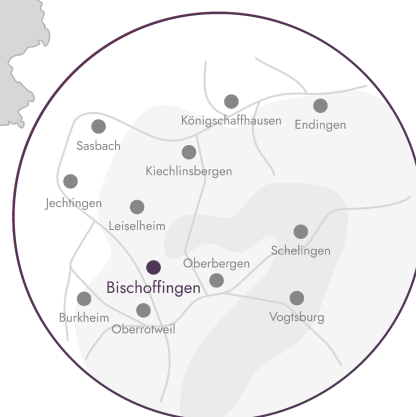 Königschaffhausen
Endingen
Sasbach
Kiechlinsbergen
Jechtingen
Leiselheim
Schelingen
Oberbergen
Bischoffingen
Burkheim
Vogtsburg
Oberrotweil